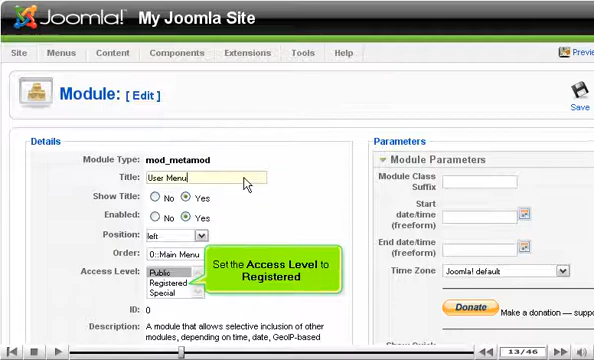 Joomla! My Joomla Site
Site Menus Content Components Extensions Tools Help Previe
Module: [ Edit ]
Save
Details
Module Type: mod_metamod
Title: User Menu
Show Title: No Yes
Enabled: No Yes
Position: left
Order: 0::Main Menu
Access Level: Public
Registered
Special
ID: 0
Description: A module that allows selective inclusion of other
modules, depending on time, date, GeoIP-based
Set the Access Level to
Registered
Parameters
Module Parameters
Module Class
Suffix
Start
date/time
(freeform)
End date/time
(freeform)
Time Zone Joomla! default
Donate Make a donation — suppo
13/46